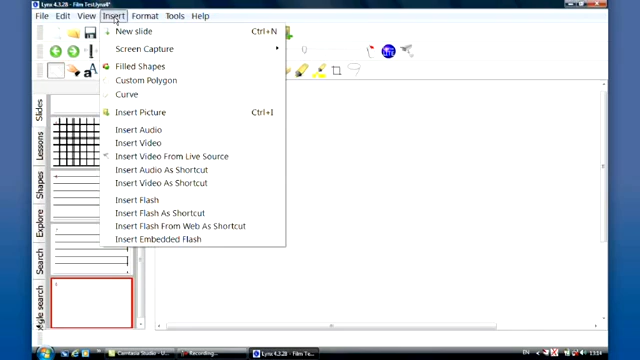 Lynx 4.3.28 - Film Test.lyna4*
File Edit View Insert Format Tools Help
New slide Ctrl+N
Screen Capture
Filled Shapes
Custom Polygon
Curve
Insert Picture Ctrl+I
Insert Audio
Insert Video
Insert Video From Live Source
Insert Audio As Shortcut
Insert Video As Shortcut
Insert Flash
Insert Flash As Shortcut
Insert Flash From Web As Shortcut
Insert Embedded Flash
Slides
Lessons
Shapes
Explore
Search
Camtasia Studio - U... Recording... Lynx 4.3.28 - Film Te... EN 13:14